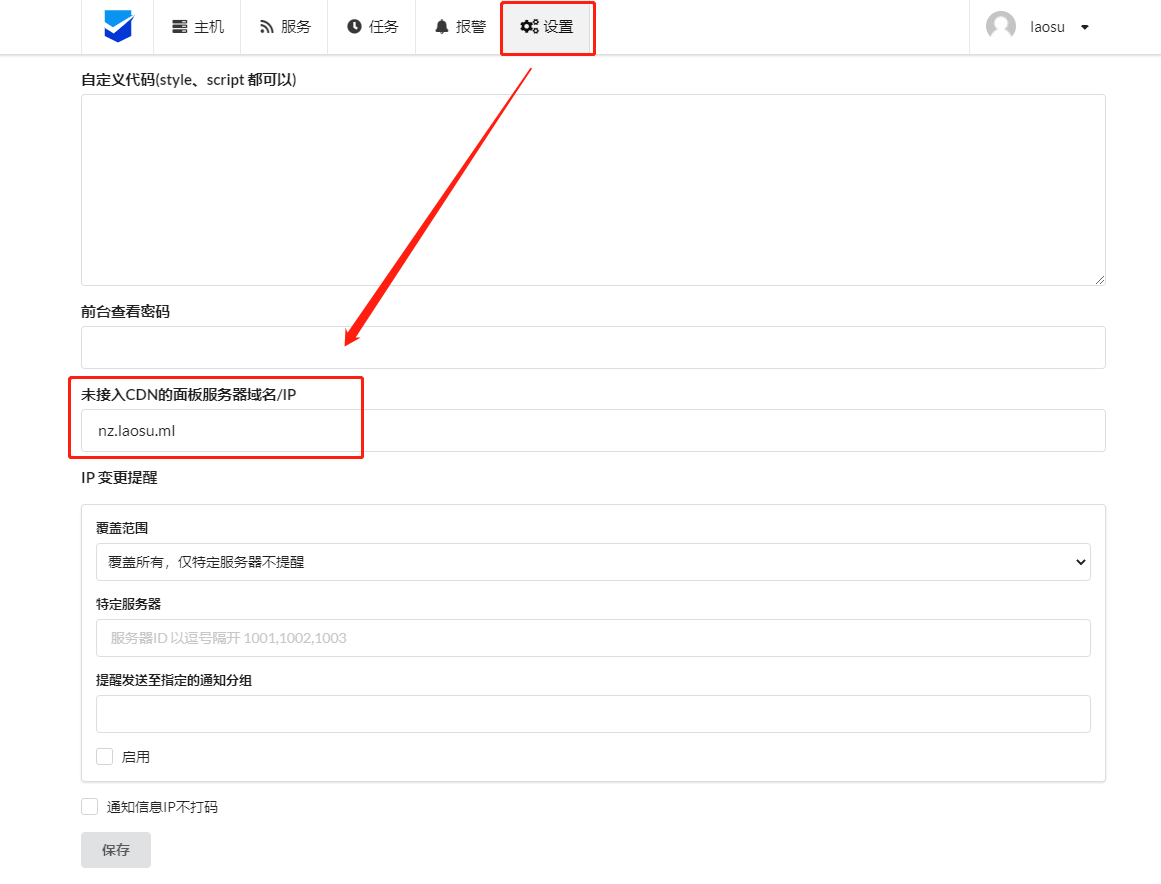 主机 服务 任务 报警 设置 laosu
自定义代码(style、script 都可以)
前台查看密码
未接入CDN的面板服务器域名/IP
nz.laosu.ml
IP 变更提醒
覆盖范围
覆盖所有，仅特定服务器不提醒
特定服务器
服务器ID 以逗号隔开 1001,1002,1003
提醒发送至指定的通知分组
启用
通知信息IP不打码
保存